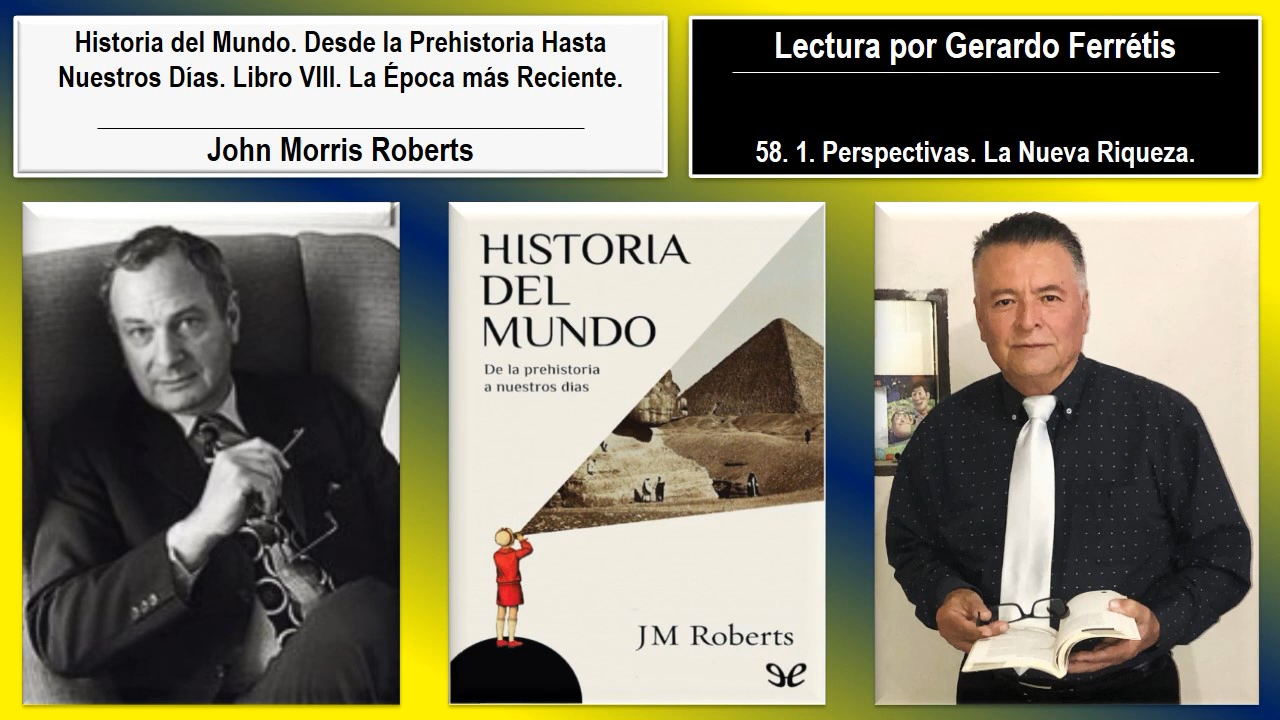 Historia del Mundo. Desde la Prehistoria Hasta
Nuestros Días. Libro VIII. La Época más Reciente.
John Morris Roberts
Lectura por Gerardo Ferrétis
58. 1. Perspectivas. La Nueva Riqueza.
HISTORIA
DEL
MUNDO
De la prehistoria
a nuestros dias
JM Roberts